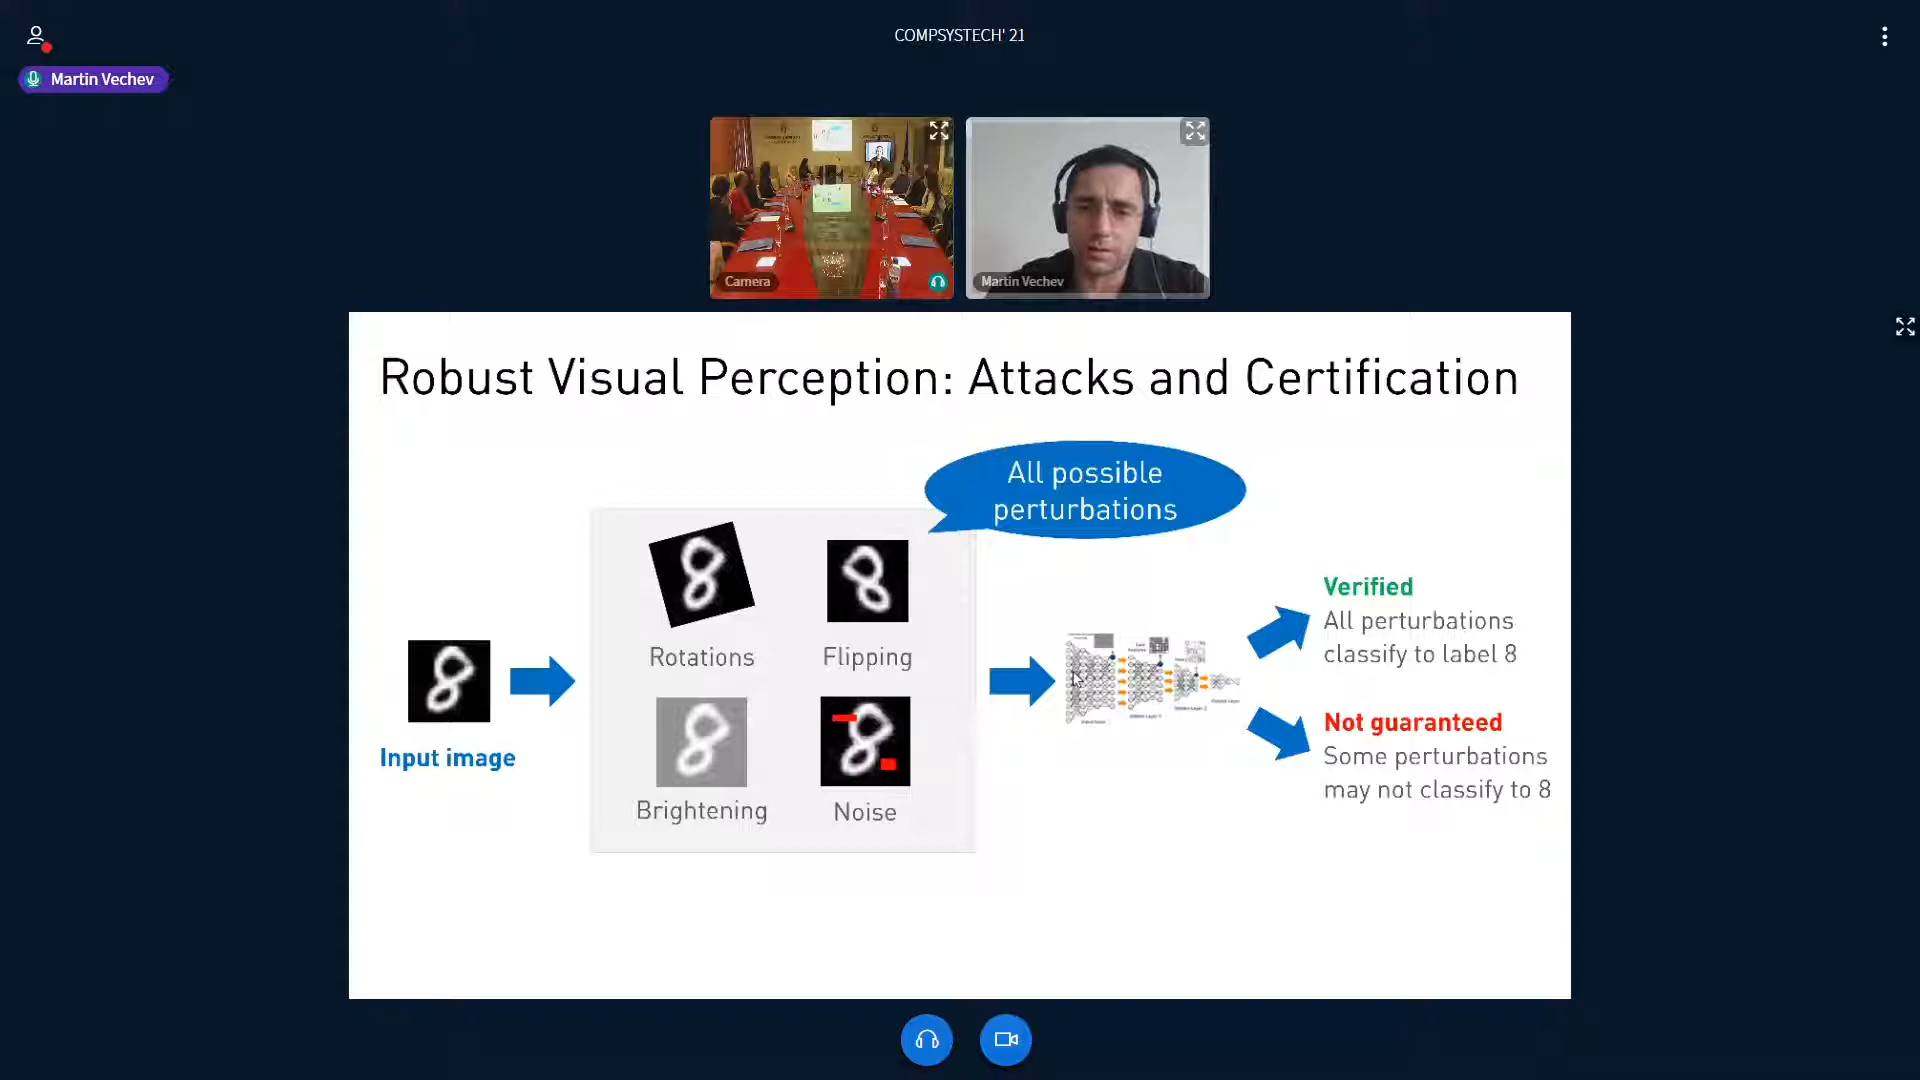 COMPSYSTECH' 21
Martin Vechev
Camera
Martin Vechev
Robust Visual Perception: Attacks and Certification
All possible
perturbations
Rotations
Flipping
Brightening
Noise
Input image
Verified
All perturbations
classify to label 8
Not guaranteed
Some perturbations
may not classify to 8